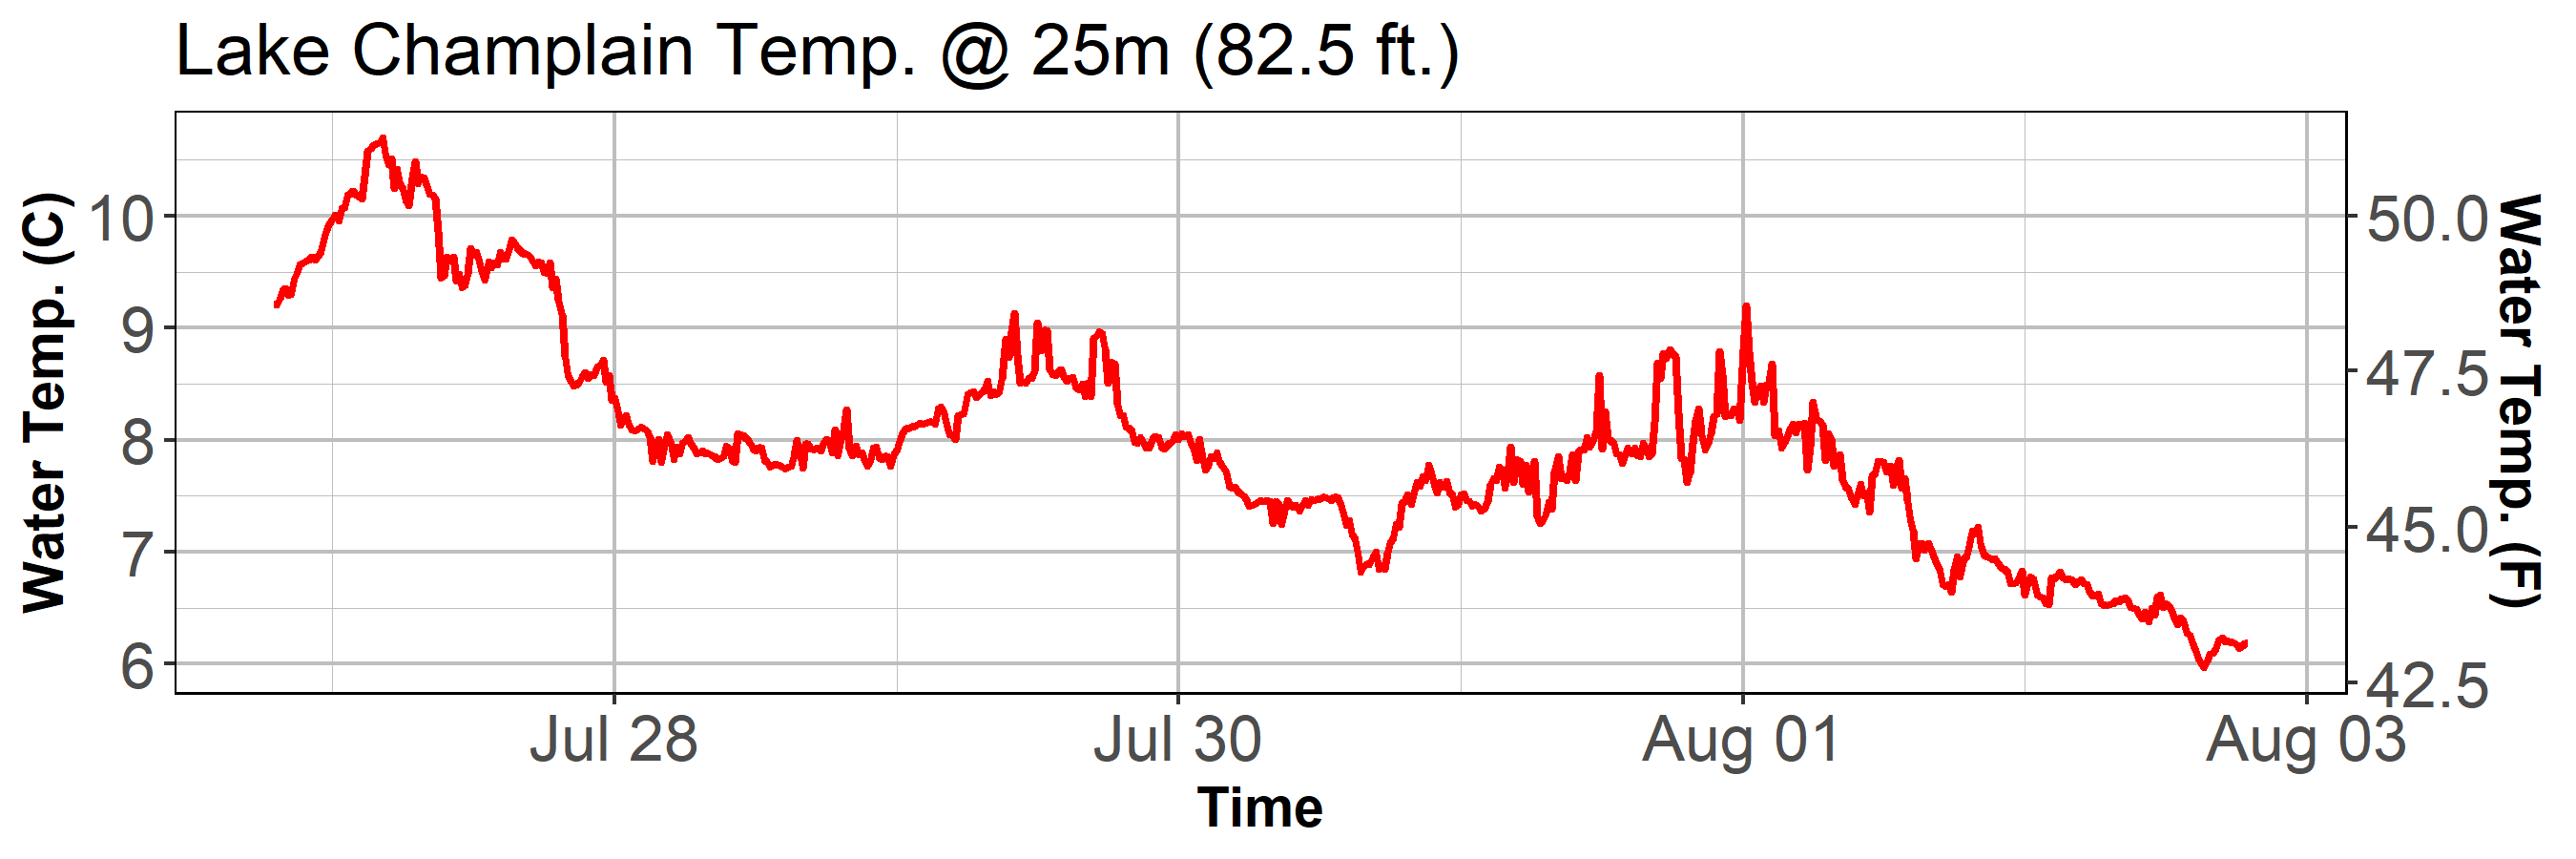 Lake Champlain Temp. @ 25m (82.5 ft.)
Water Temp. (C)
10
9
8
7
6
50.0
47.5
45.0
42.5
Water Temp. (F)
Jul 28
Jul 30
Aug 01
Aug 03
Time